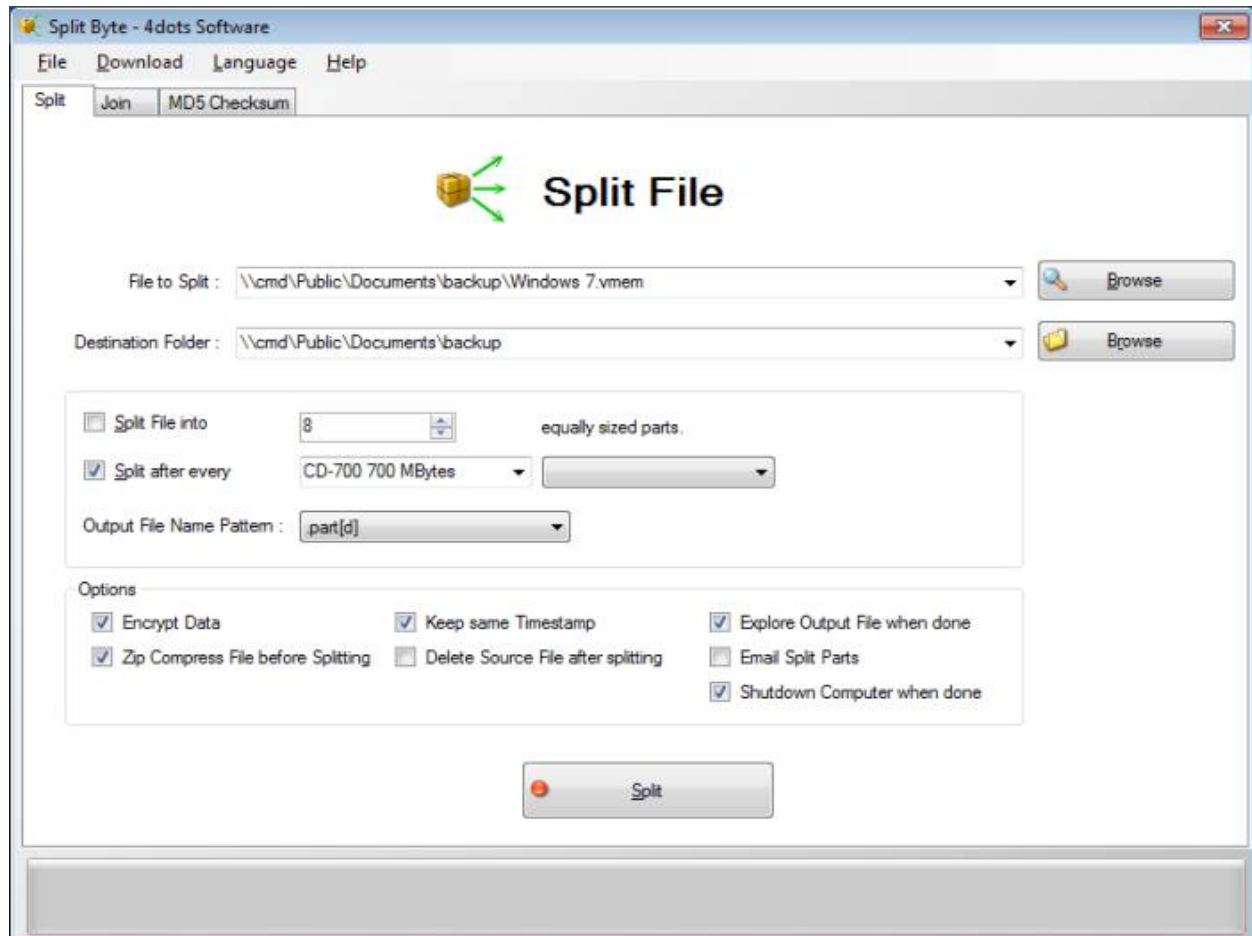 Split Byte - 4dots Software
File Download Language Help
Split Join MD5 Checksum
Split File
File to Split : \\cmd\Public\Documents\backup\Windows 7.vmem Browse
Destination Folder : \\cmd\Public\Documents\backup Browse
Split File into 8 equally sized parts.
Split after every CD-700 700 MBytes
Output File Name Pattern : .part[d]
Options
Encrypt Data Keep same Timestamp Explore Output File when done
Zip Compress File before Splitting Delete Source File after splitting Email Split Parts
Shutdown Computer when done
Split